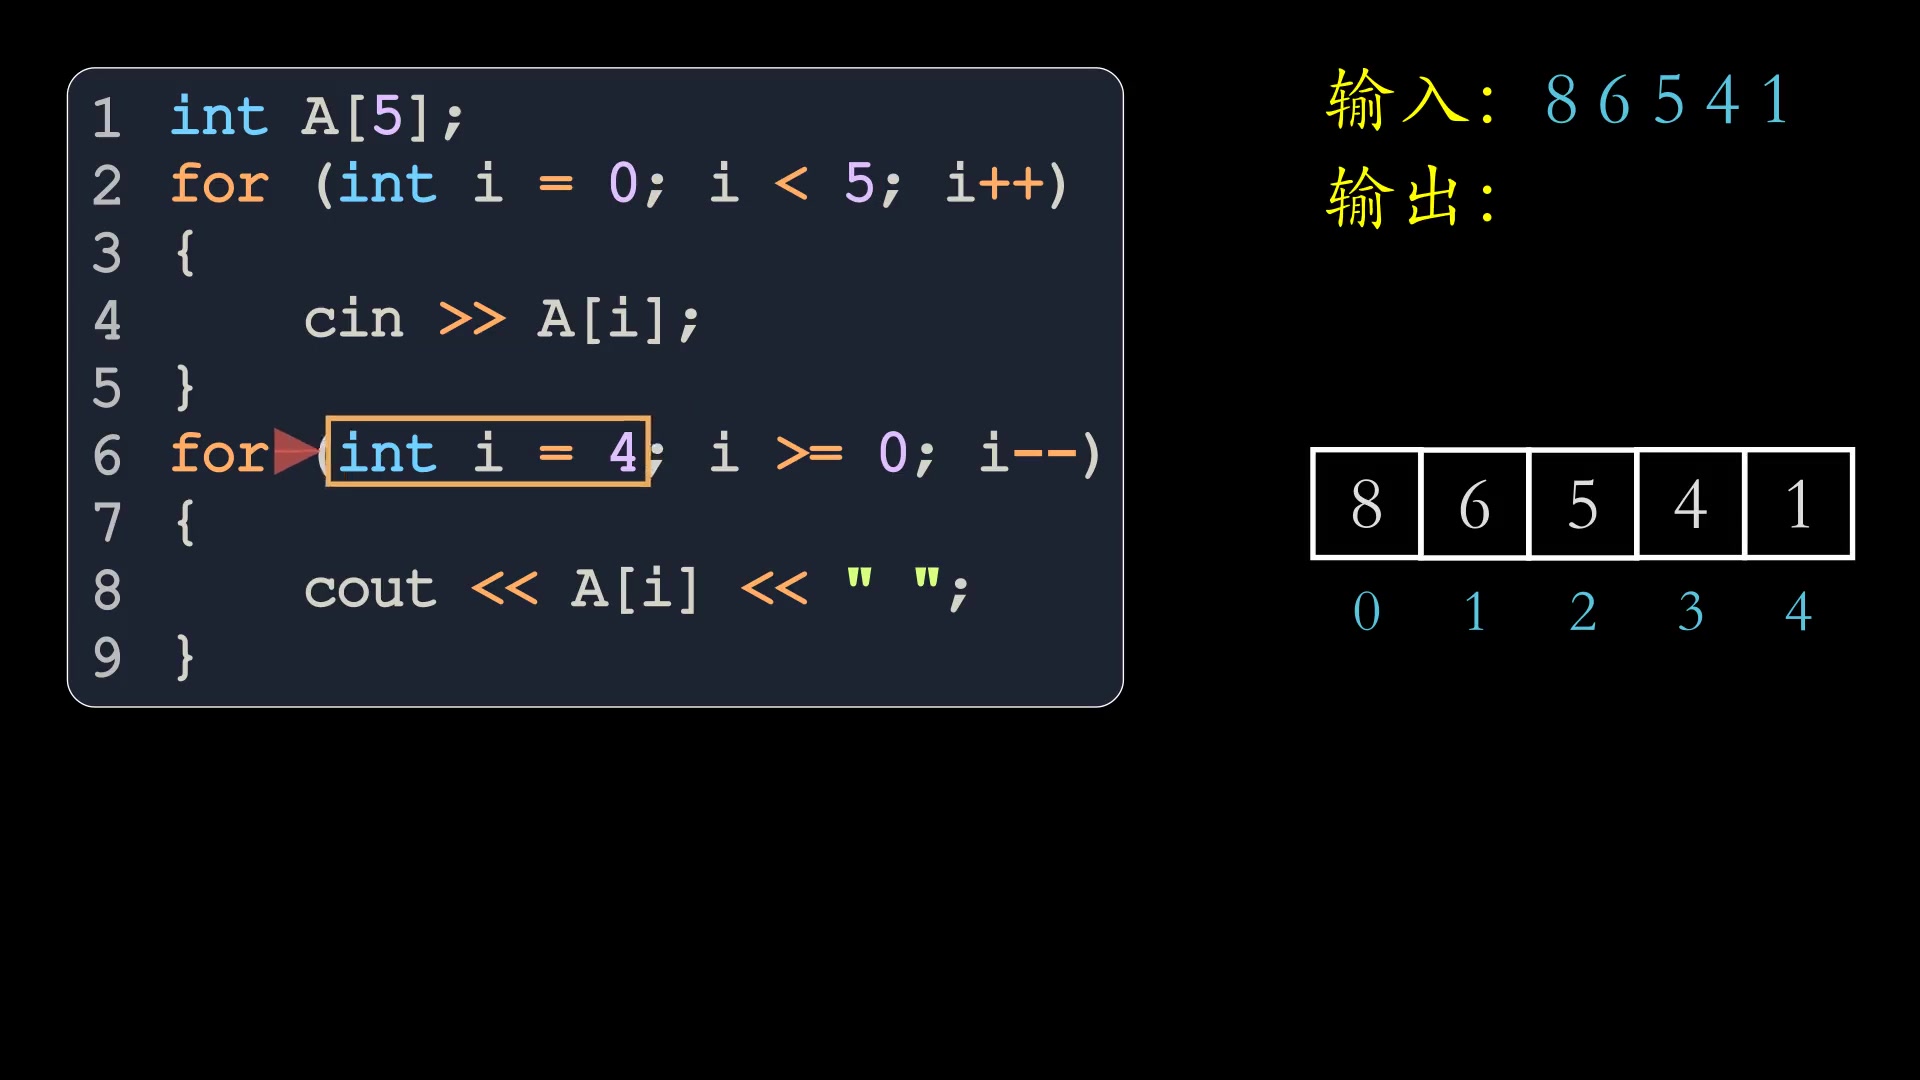 1 int A[5];
2 for (int i = 0; i < 5; i++)
3 {
4     cin >> A[i];
5 }
6 for (int i = 4; i >= 0; i--)
7 {
8     cout << A[i] << " ";
9 }
输入: 8 6 5 4 1
输出:
8 6 5 4 1
0 1 2 3 4